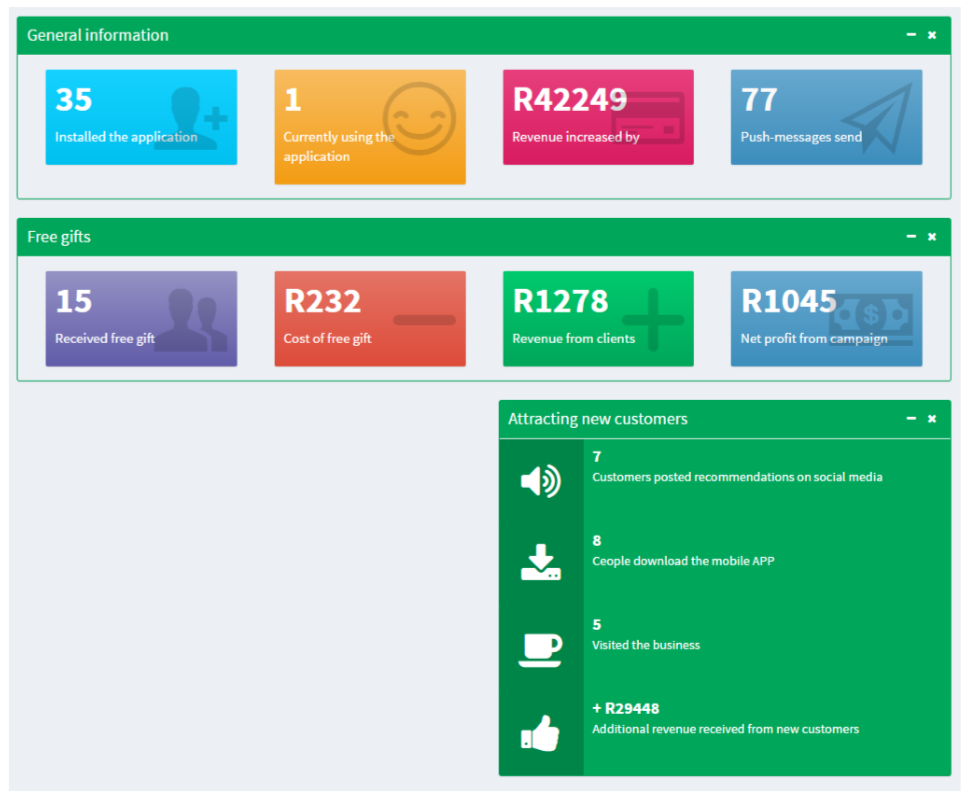 General information
35
Installed the application
1
Currently using the
application
R42249
Revenue increased by
77
Push-messages send
Free gifts
15
Received free gift
R232
Cost of free gift
R1278
Revenue from clients
R1045
Net profit from campaign
Attracting new customers
7
Customers posted recommendations on social media
8
Ceople download the mobile APP
5
Visited the business
+ R29448
Additional revenue received from new customers